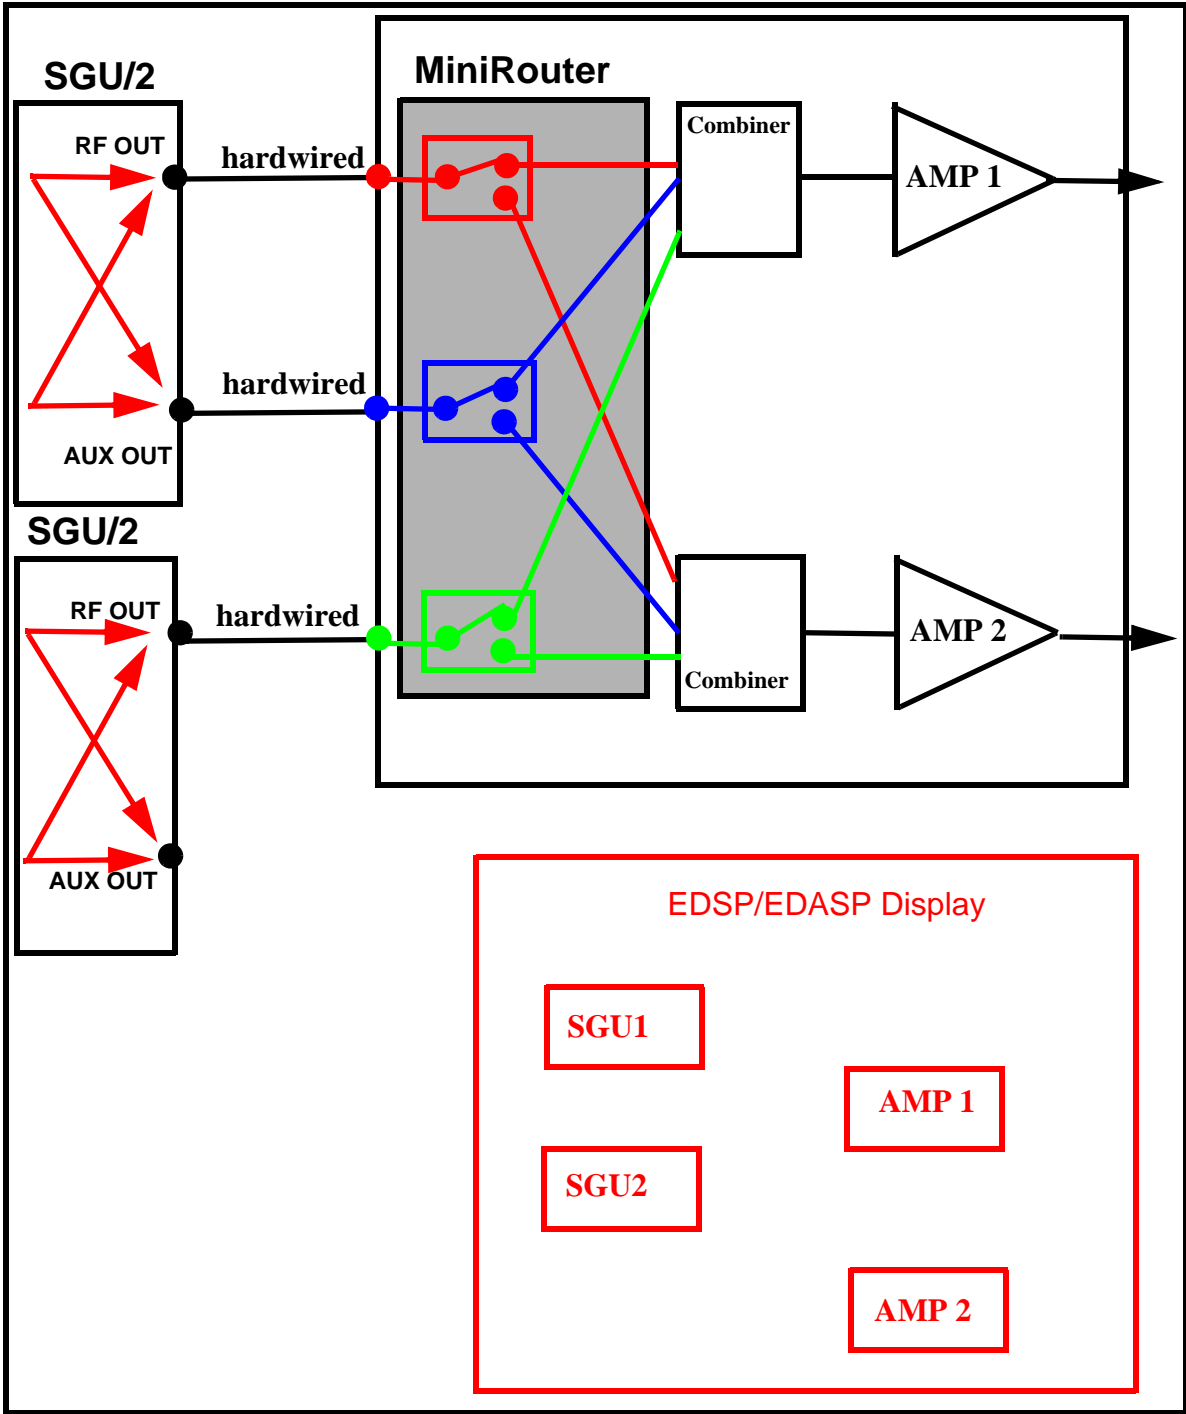 SGU/2
MiniRouter
RF OUT
hardwired
Combiner
AMP 1
hardwired
AUX OUT
SGU/2
RF OUT
hardwired
AMP 2
Combiner
AUX OUT
EDSP/EDASP Display
SGU1
AMP 1
SGU2
AMP 2